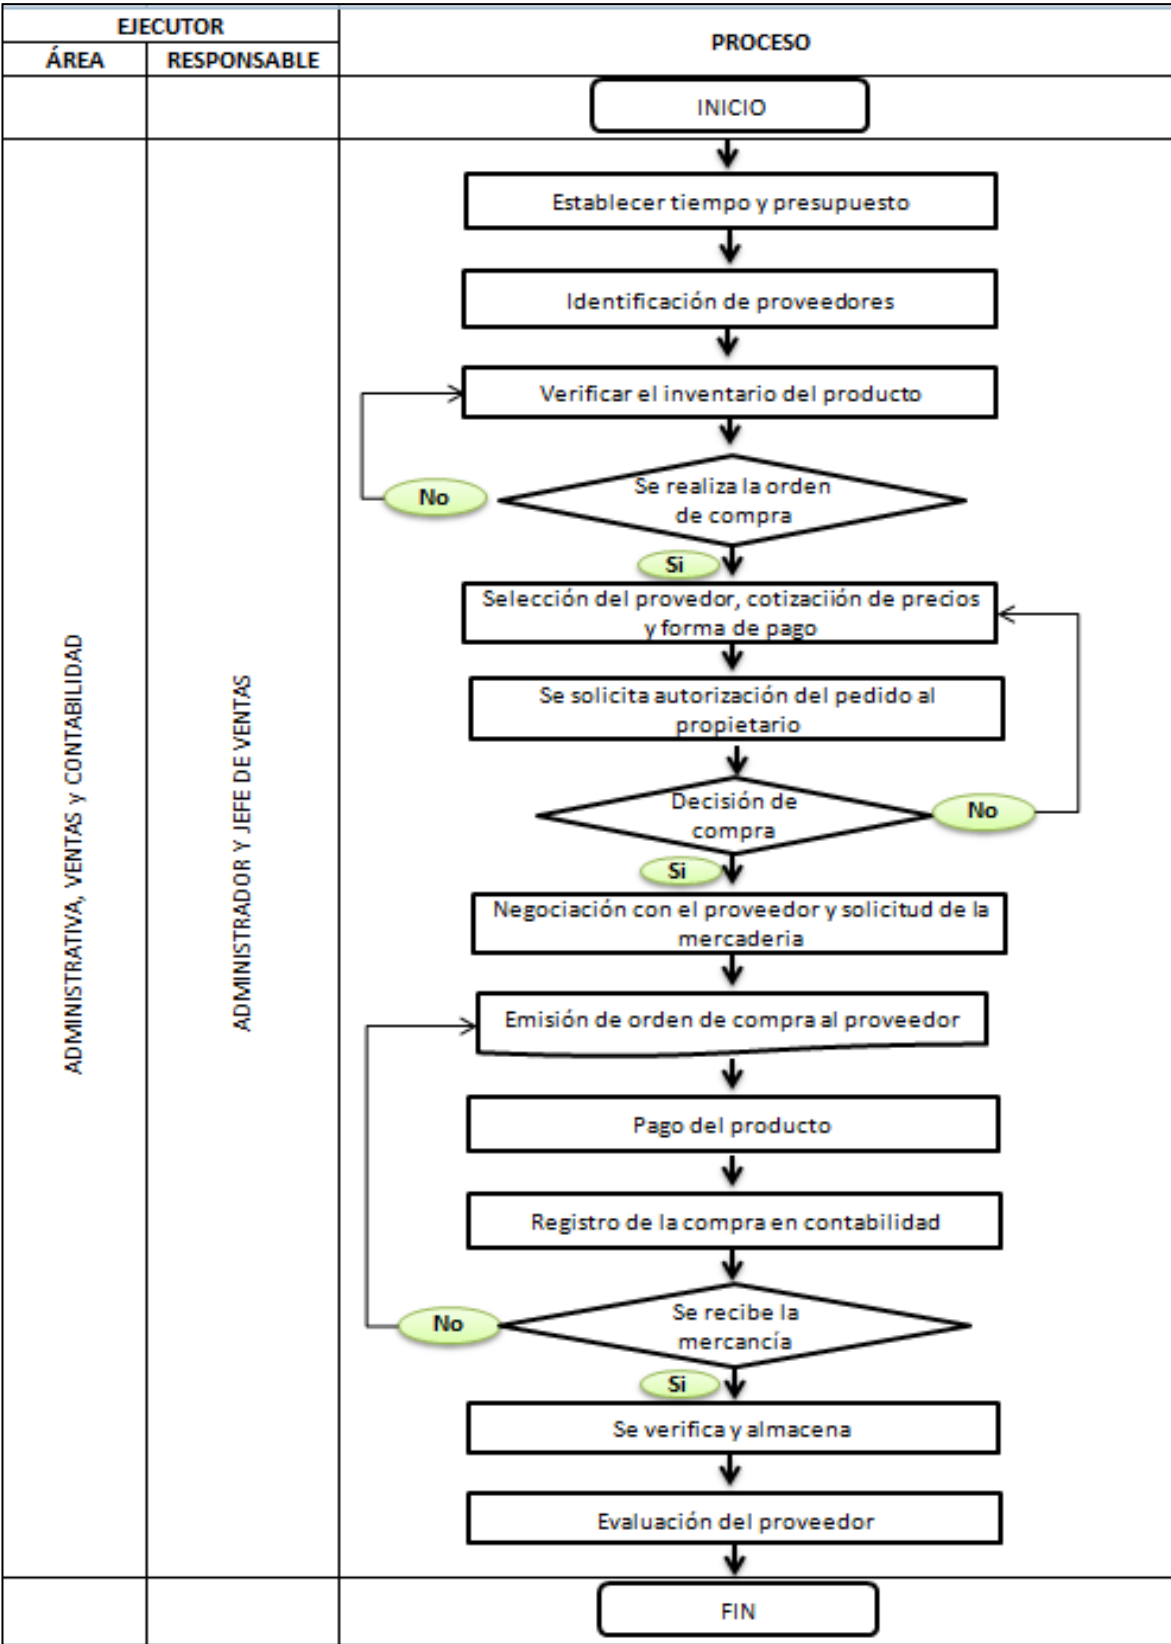 EJECUTOR
PROCESO
ÁREA
RESPONSABLE
INICIO
Establecer tiempo y presupuesto
Identificación de proveedores
Verificar el inventario del producto
Se realiza la orden
de compra
No
Si
Selección del provedor, cotizaciión de precios
y forma de pago
Se solicita autorización del pedido al
propietario
Decisión de
compra
No
Si
Negociación con el proveedor y solicitud de la
mercaderia
Emisión de orden de compra al proveedor
Pago del producto
Registro de la compra en contabilidad
Se recibe la
mercancía
No
Si
Se verifica y almacena
Evaluación del proveedor
FIN
ADMINISTRATIVA, VENTAS y CONTABILIDAD
ADMINISTRADOR Y JEFE DE VENTAS